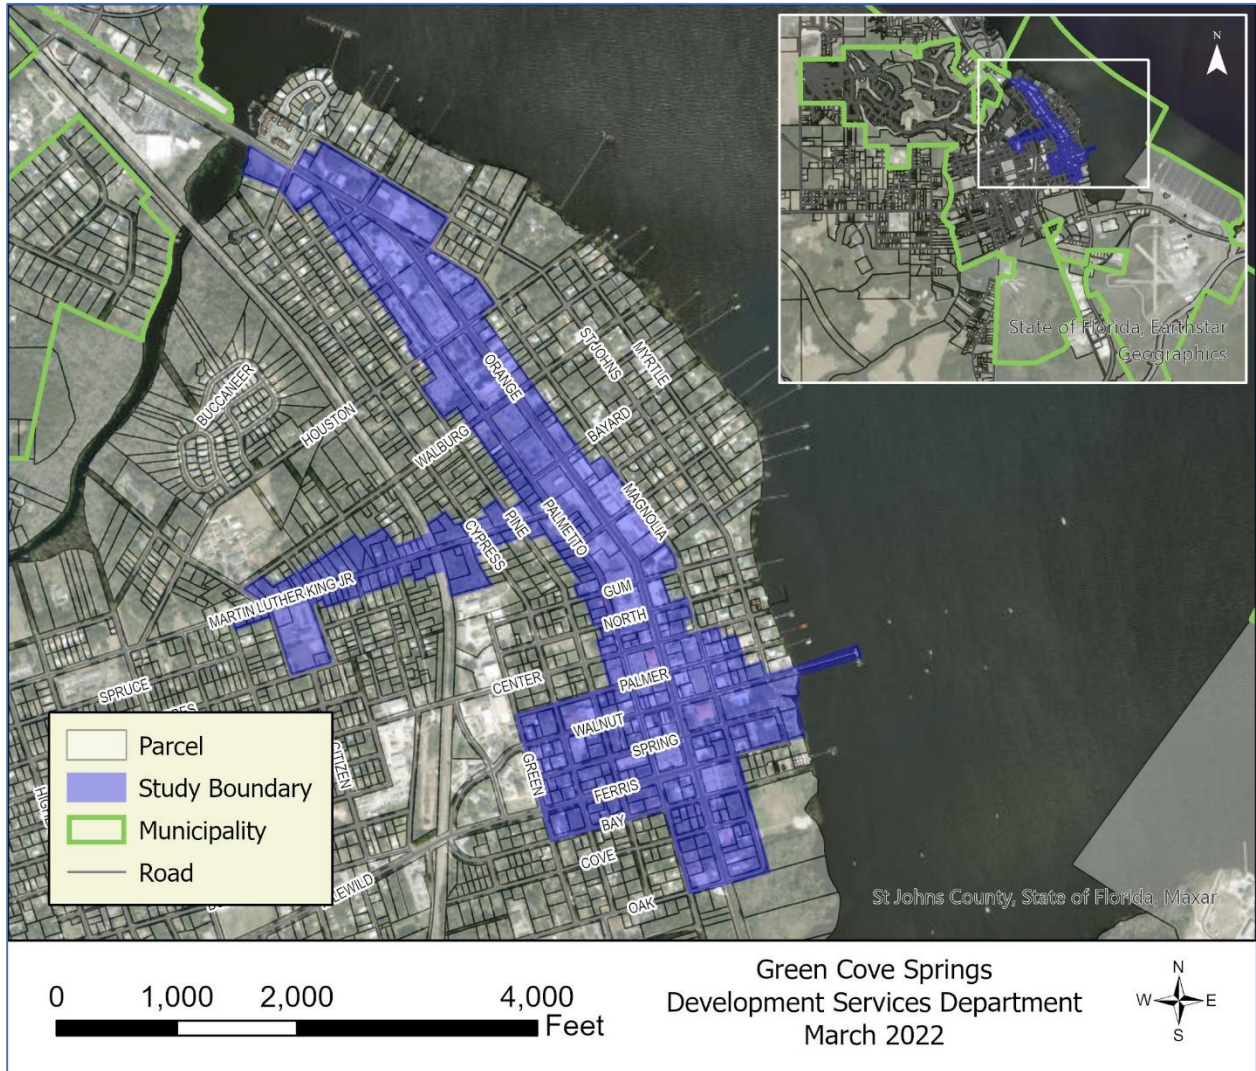 N
State of Florida, Earthstar
Geographics
ORANGE
ST JOHNS
MYRTLE
BUCCANEER
HOUSTON
WALBURG
BAYARD
MAGNOLIA
PINE
CYPRESS
PALMETTO
MARTIN LUTHER KING JR
GUM
NORTH
SPRUCE
CENTER
PALMER
WALNUT
SPRING
GREEN
CITIZEN
FERRIS
BAY
COVE
OAK
Parcel
Study Boundary
Municipality
Road
St Johns County, State of Florida, Maxar
0 1,000 2,000 4,000
Feet
Green Cove Springs
Development Services Department
March 2022
N
W E
S